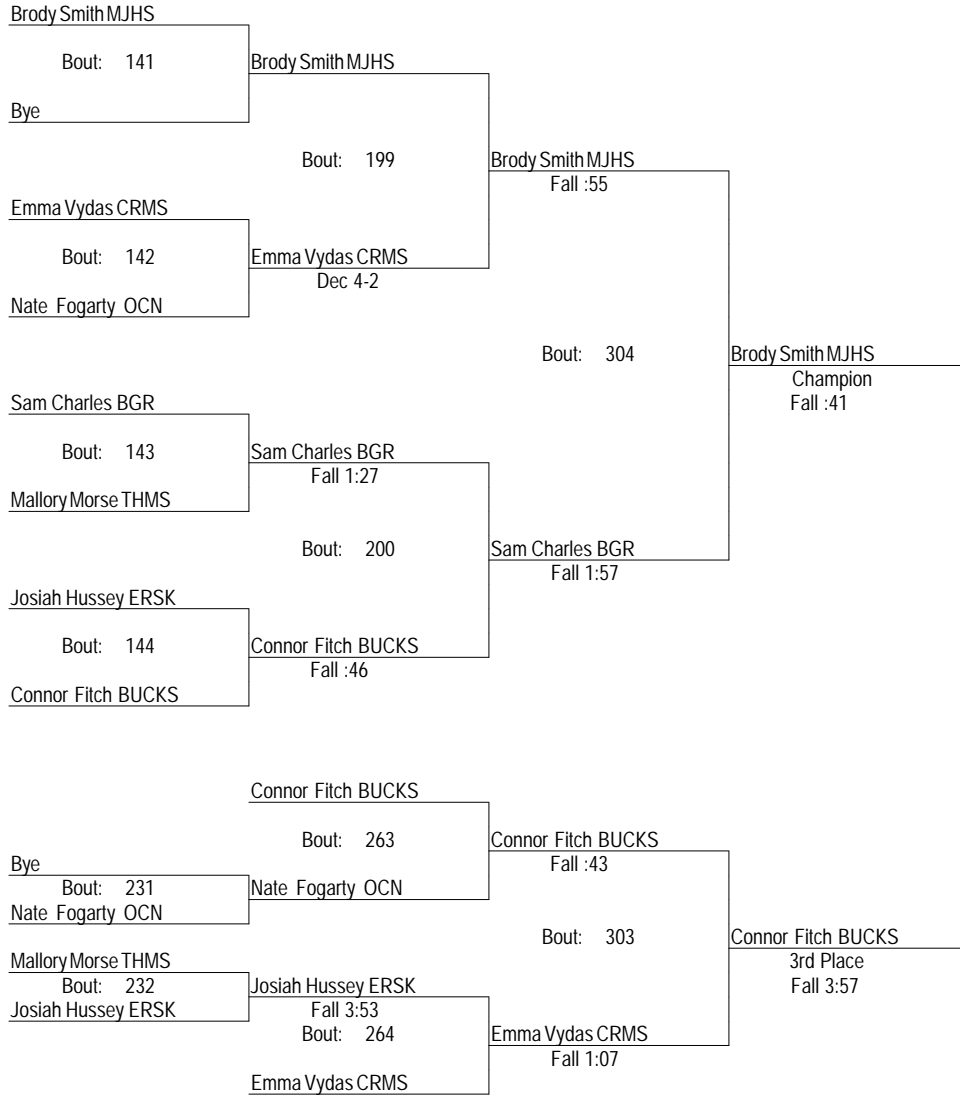 Brody Smith MJHS
Bout: 141
Brody Smith MJHS
Bye
Bout: 199
Brody Smith MJHS
Fall :55
Emma Vydas CRMS
Bout: 142
Emma Vydas CRMS
Dec 4-2
Nate Fogarty OCN
Bout: 304
Brody Smith MJHS
Champion
Fall :41
Sam Charles BGR
Bout: 143
Sam Charles BGR
Fall 1:27
Mallory Morse THMS
Bout: 200
Sam Charles BGR
Fall 1:57
Josiah Hussey ERSK
Bout: 144
Connor Fitch BUCKS
Fall :46
Connor Fitch BUCKS
Connor Fitch BUCKS
Bout: 263
Connor Fitch BUCKS
Fall :43
Bye
Bout: 231
Nate Fogarty OCN
Nate Fogarty OCN
Bout: 303
Connor Fitch BUCKS
3rd Place
Fall 3:57
Mallory Morse THMS
Bout: 232
Josiah Hussey ERSK
Josiah Hussey ERSK
Fall 3:53
Bout: 264
Emma Vydas CRMS
Fall 1:07
Emma Vydas CRMS